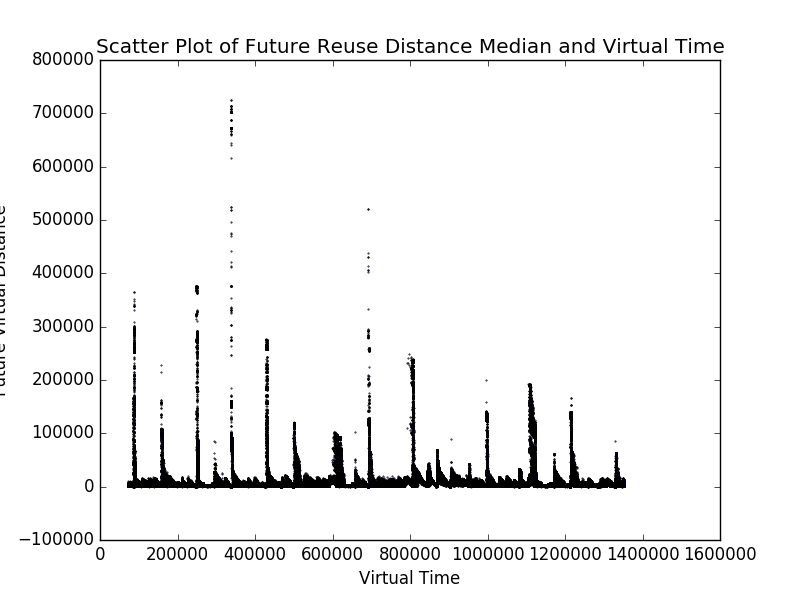 Scatter Plot of Future Reuse Distance Median and Virtual Time
800000
700000
600000
500000
400000
300000
200000
100000
0
−100000
Future Virtual Distance
0 200000 400000 600000 800000 1000000 1200000 1400000 1600000
Virtual Time